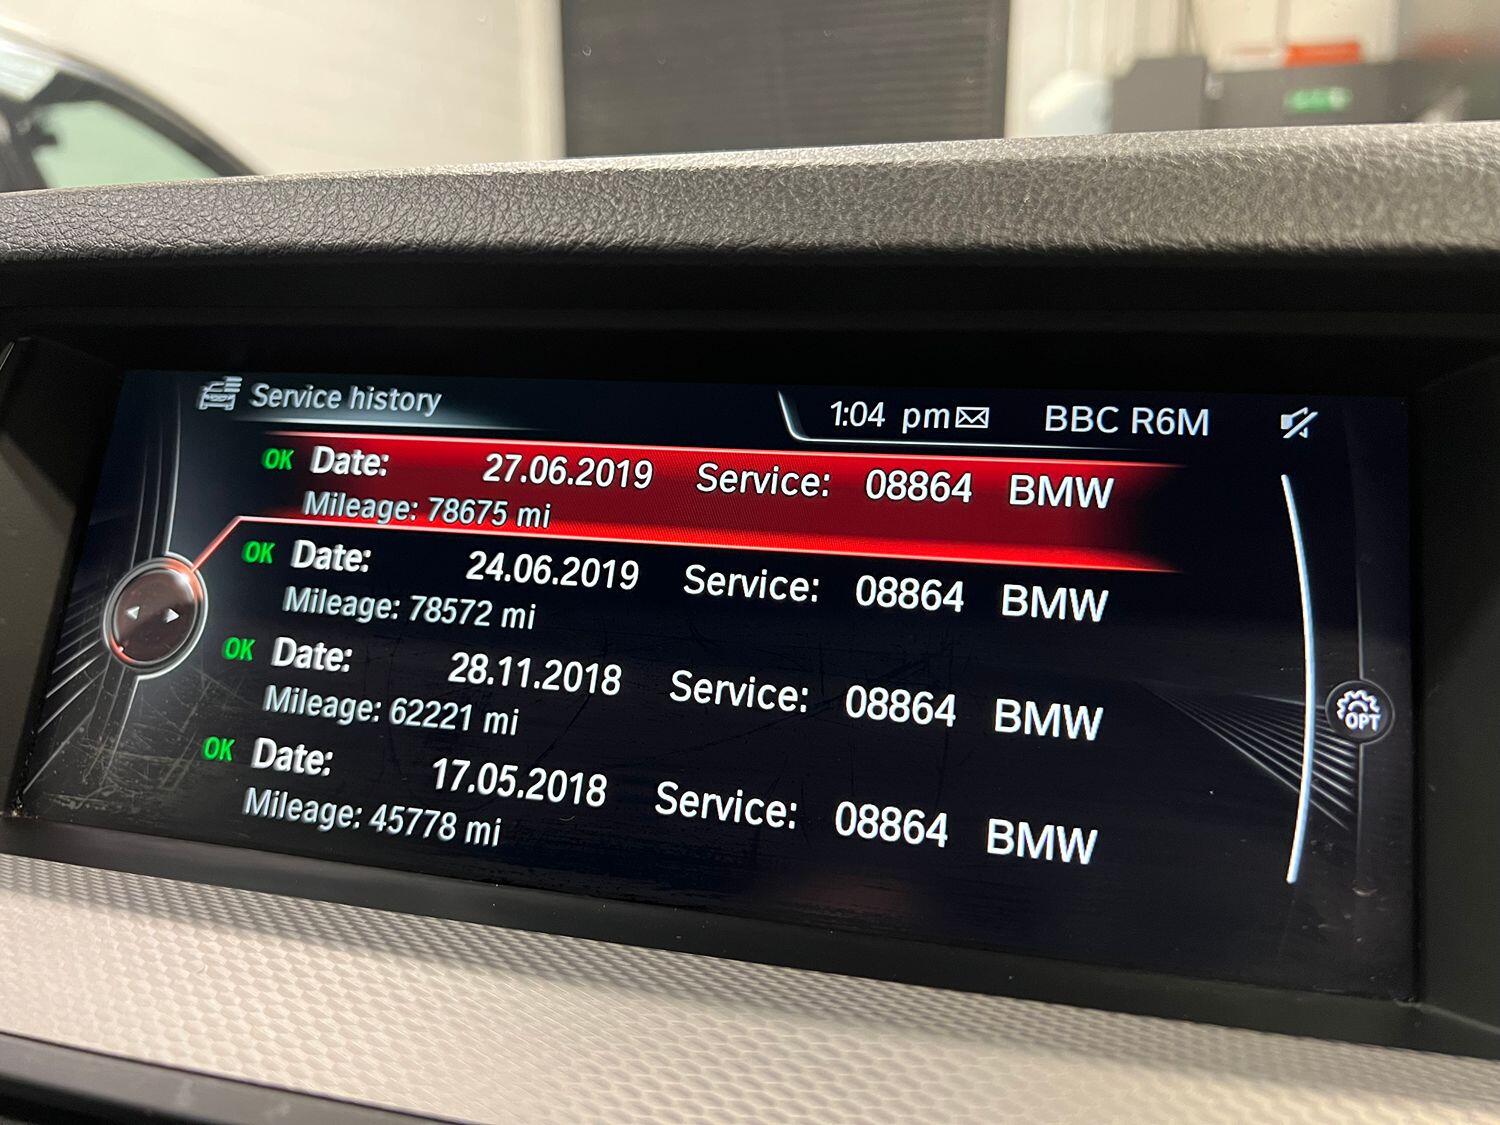 Service history
1:04 pm BBC R6M
OK Date: 27.06.2019 Service: 08864 BMW
Mileage: 78675 mi
OK Date: 24.06.2019 Service: 08864 BMW
Mileage: 78572 mi
OK Date: 28.11.2018 Service: 08864 BMW
Mileage: 62221 mi
OK Date: 17.05.2018 Service: 08864 BMW
Mileage: 45778 mi
OPT